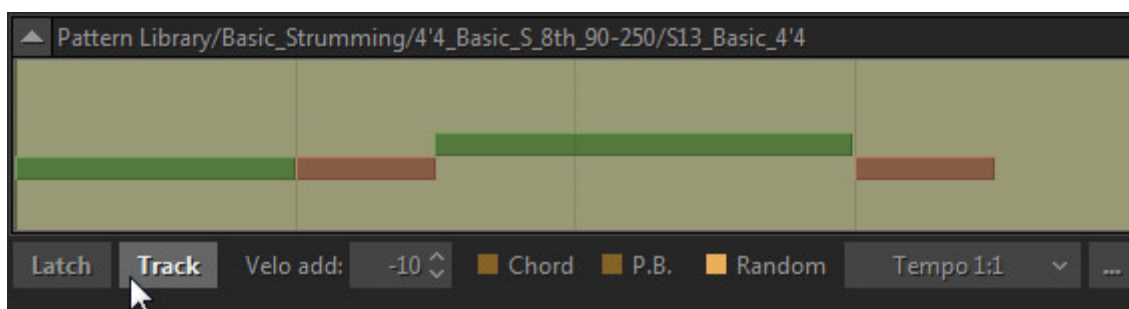 Pattern Library/Basic_Strumming/4'4_Basic_S_8th_90-250/S13_Basic_4'4
Latch Track Velo add: -10 Chord P.B. Random Tempo 1:1 ...